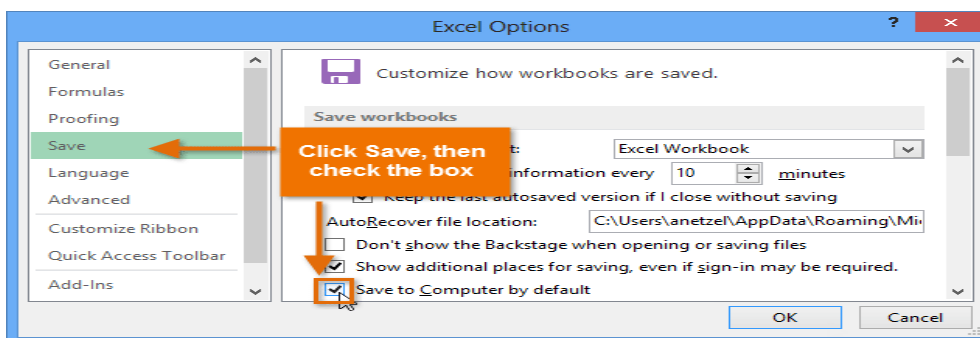 Excel Options ? ×
General
Formulas
Proofing
Save
Language
Advanced
Customize Ribbon
Quick Access Toolbar
Add-Ins
Customize how workbooks are saved.
Save workbooks
Click Save, then
check the box
t: Excel Workbook
information every 10 minutes
Keep the last autosaved version if I close without saving
AutoRecover file location: C:\Users\anetzel\AppData\Roaming\Mi
Don't show the Backstage when opening or saving files
Show additional places for saving, even if sign-in may be required.
Save to Computer by default
OK Cancel